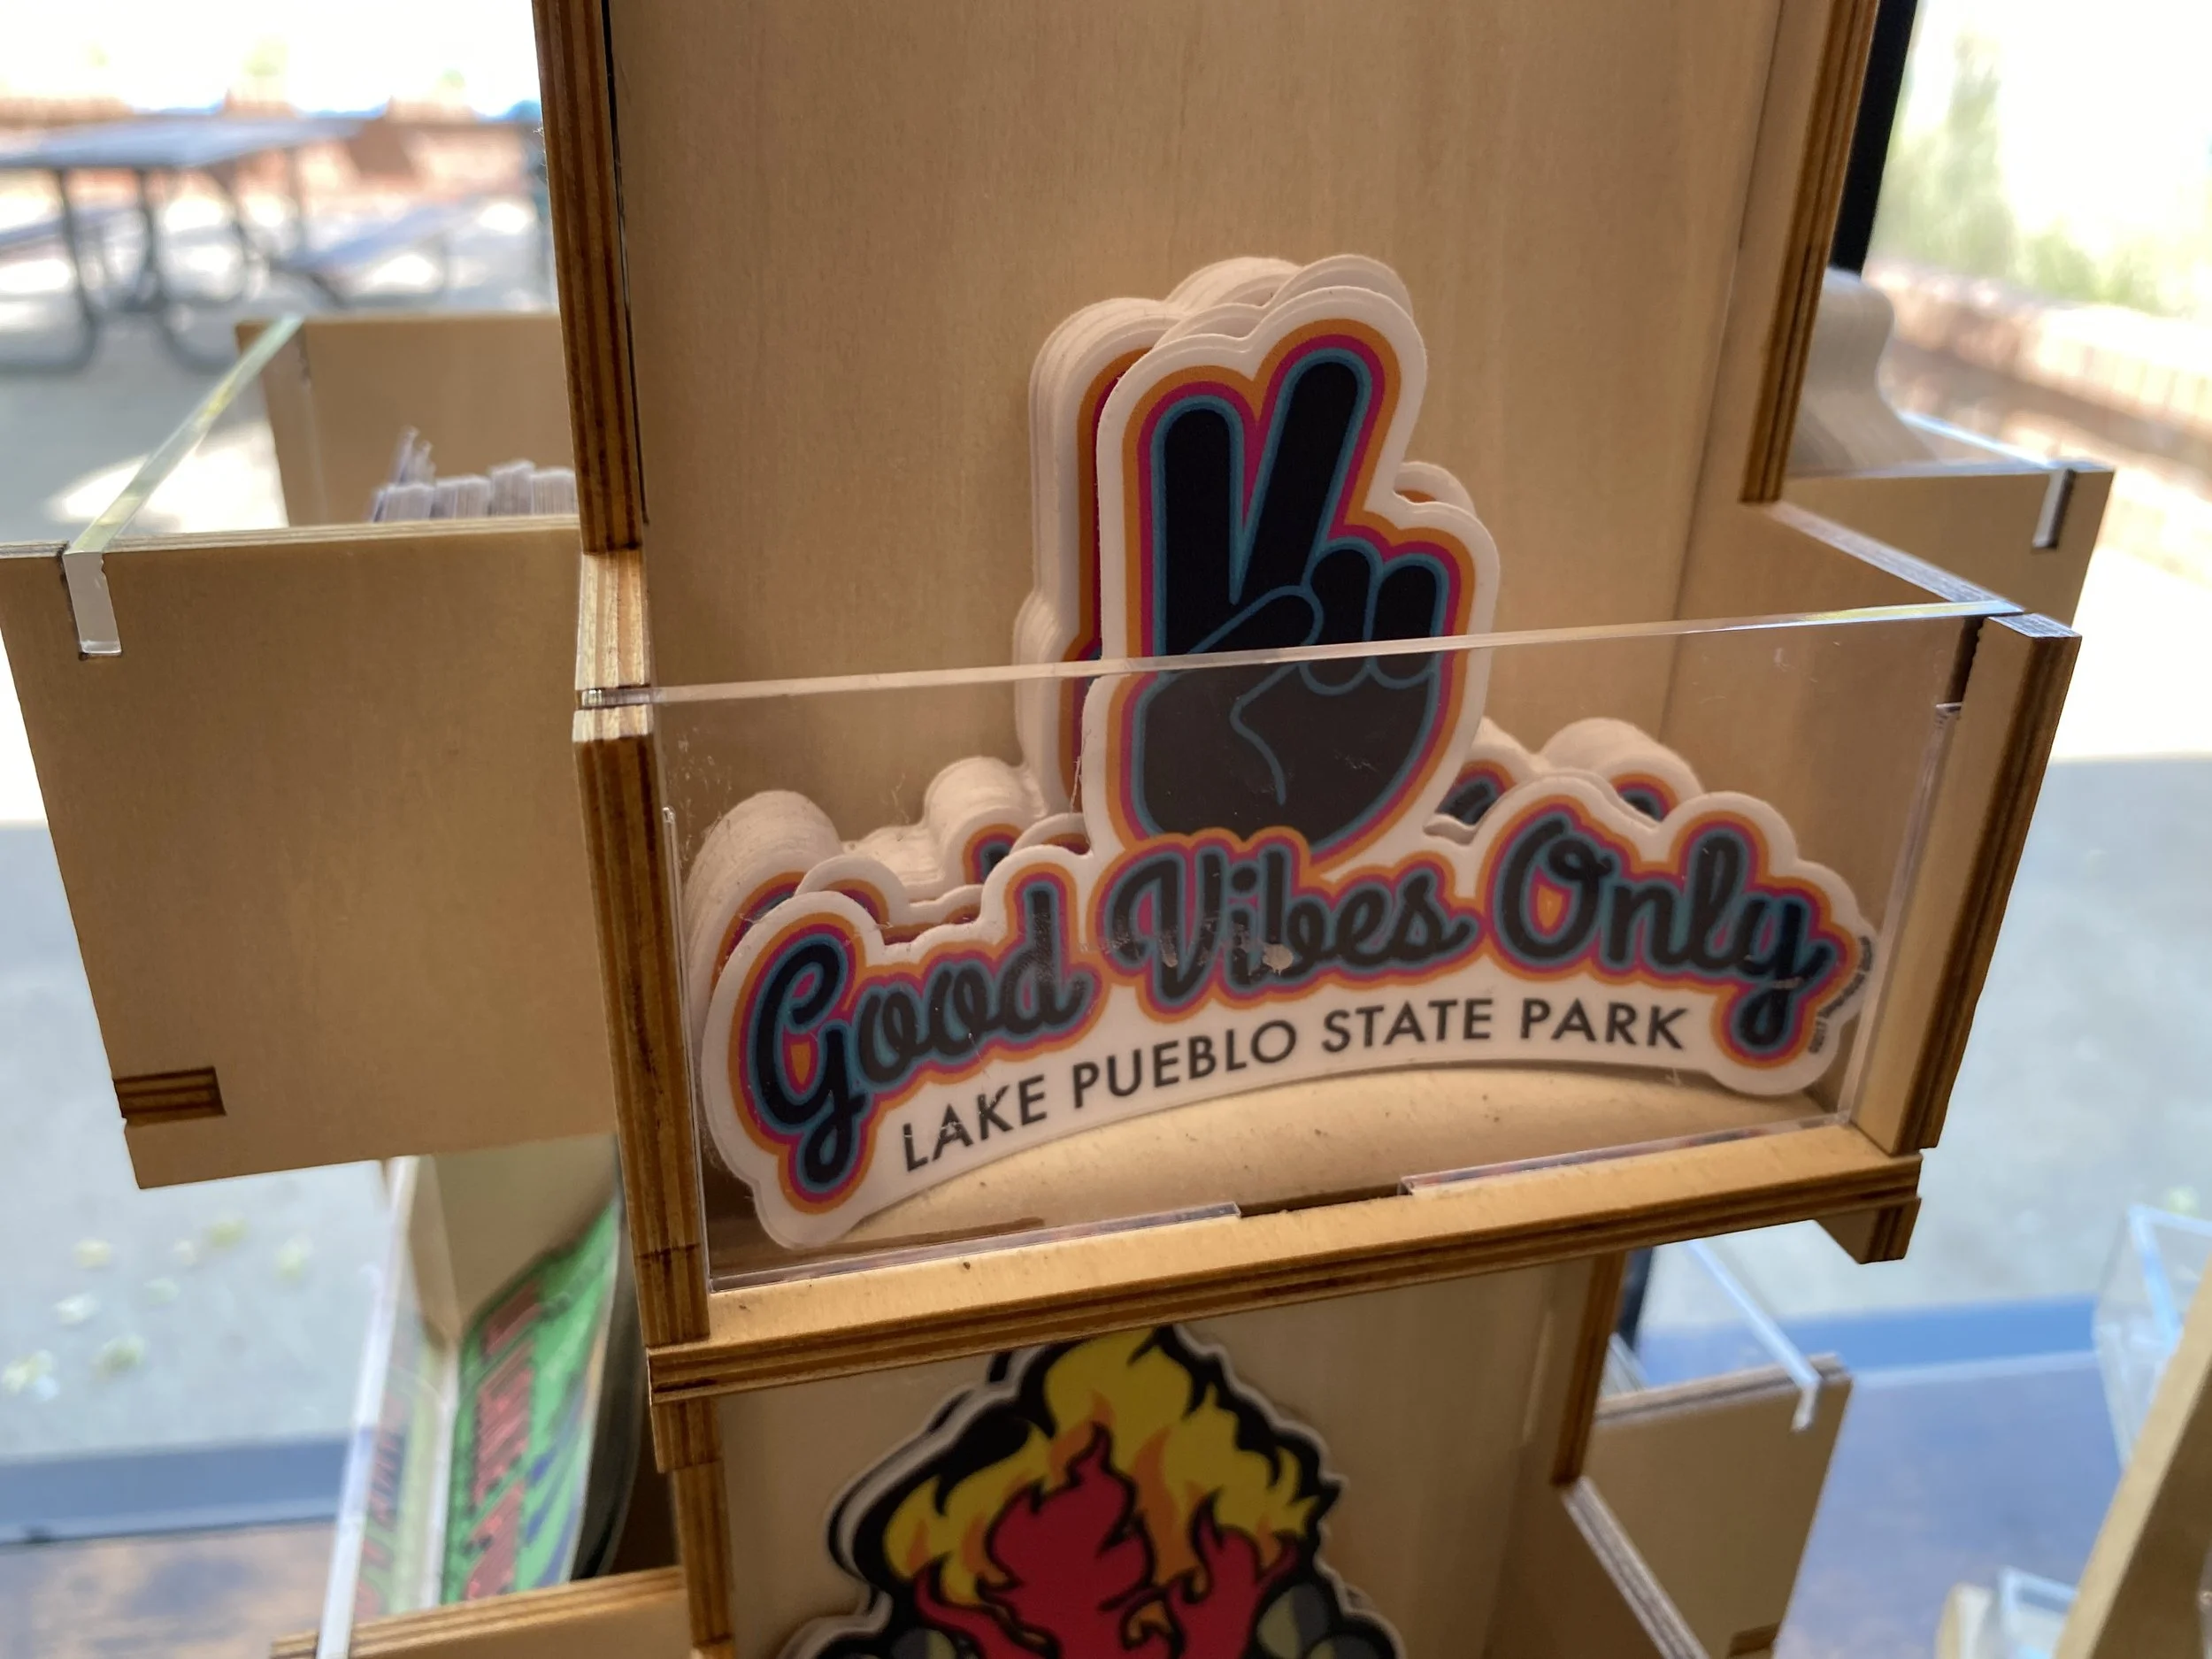 Good Vibes Only
LAKE PUEBLO STATE PARK